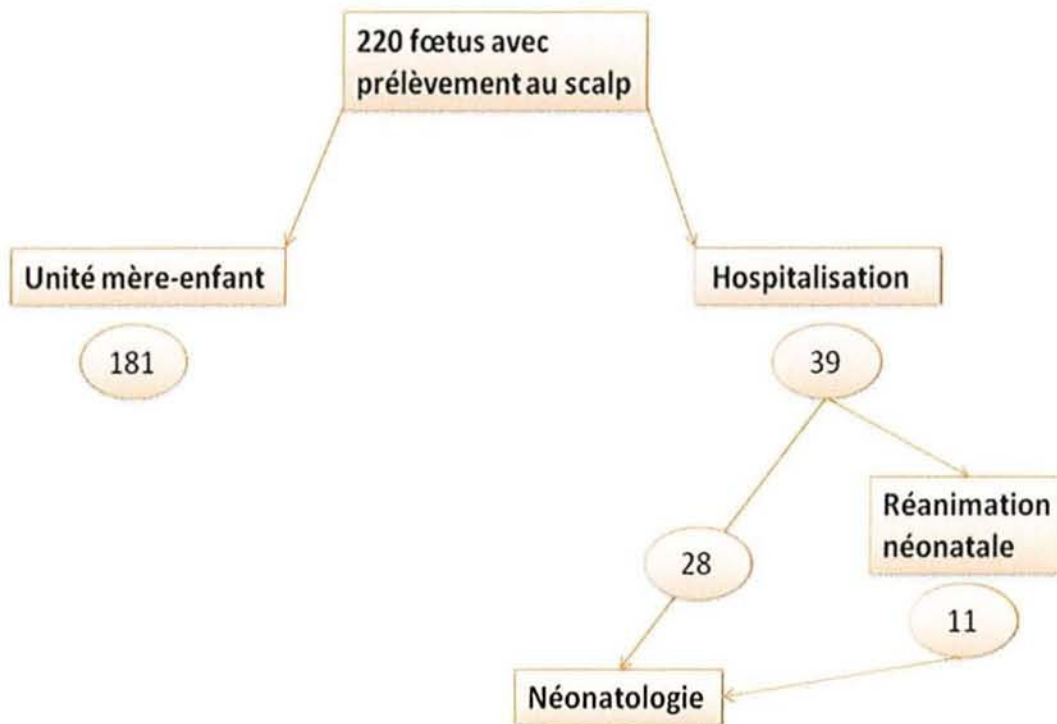 220 fœtus avec
prélèvement au scalp
Unité mère-enfant
Hospitalisation
181
39
Réanimation
néonatale
28
11
Néonatologie